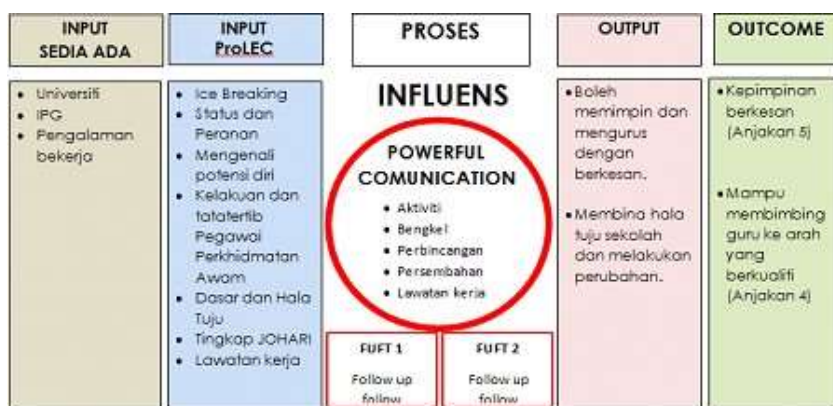 INPUT
SEDIA ADA
• Universiti
• IPG
• Pengalaman
bekerja
INPUT
ProLEC
• Ice Breaking
• Status dan
Peranan
• Mengenali
potensi diri
• Kelakuan dan
tatatertib
Pegawai
Perkhidmatan
Awam
• Dasar dan Hala
Tuju
• Tingkap JOHARI
• Lawatan kerja
PROSES
INFLUENS
POWERFUL
COMUNICATION
• Aktiviti
• Bengkel
• Perbincangan
• Persembahan
• Lawatan kerja
FUFT 1
Follow up
follow
FUFT 2
Follow up
follow
OUTPUT
• Boleh
memimpin dan
mengurus
dengan
berkesan.
• Membina hala
tuju sekolah
dan melakukan
perubahan.
OUTCOME
• Kepimpinan
berkesan
(Anjakan 5)
• Mampu
membimbing
guru ke arah
yang
berkualiti
(Anjakan 4)